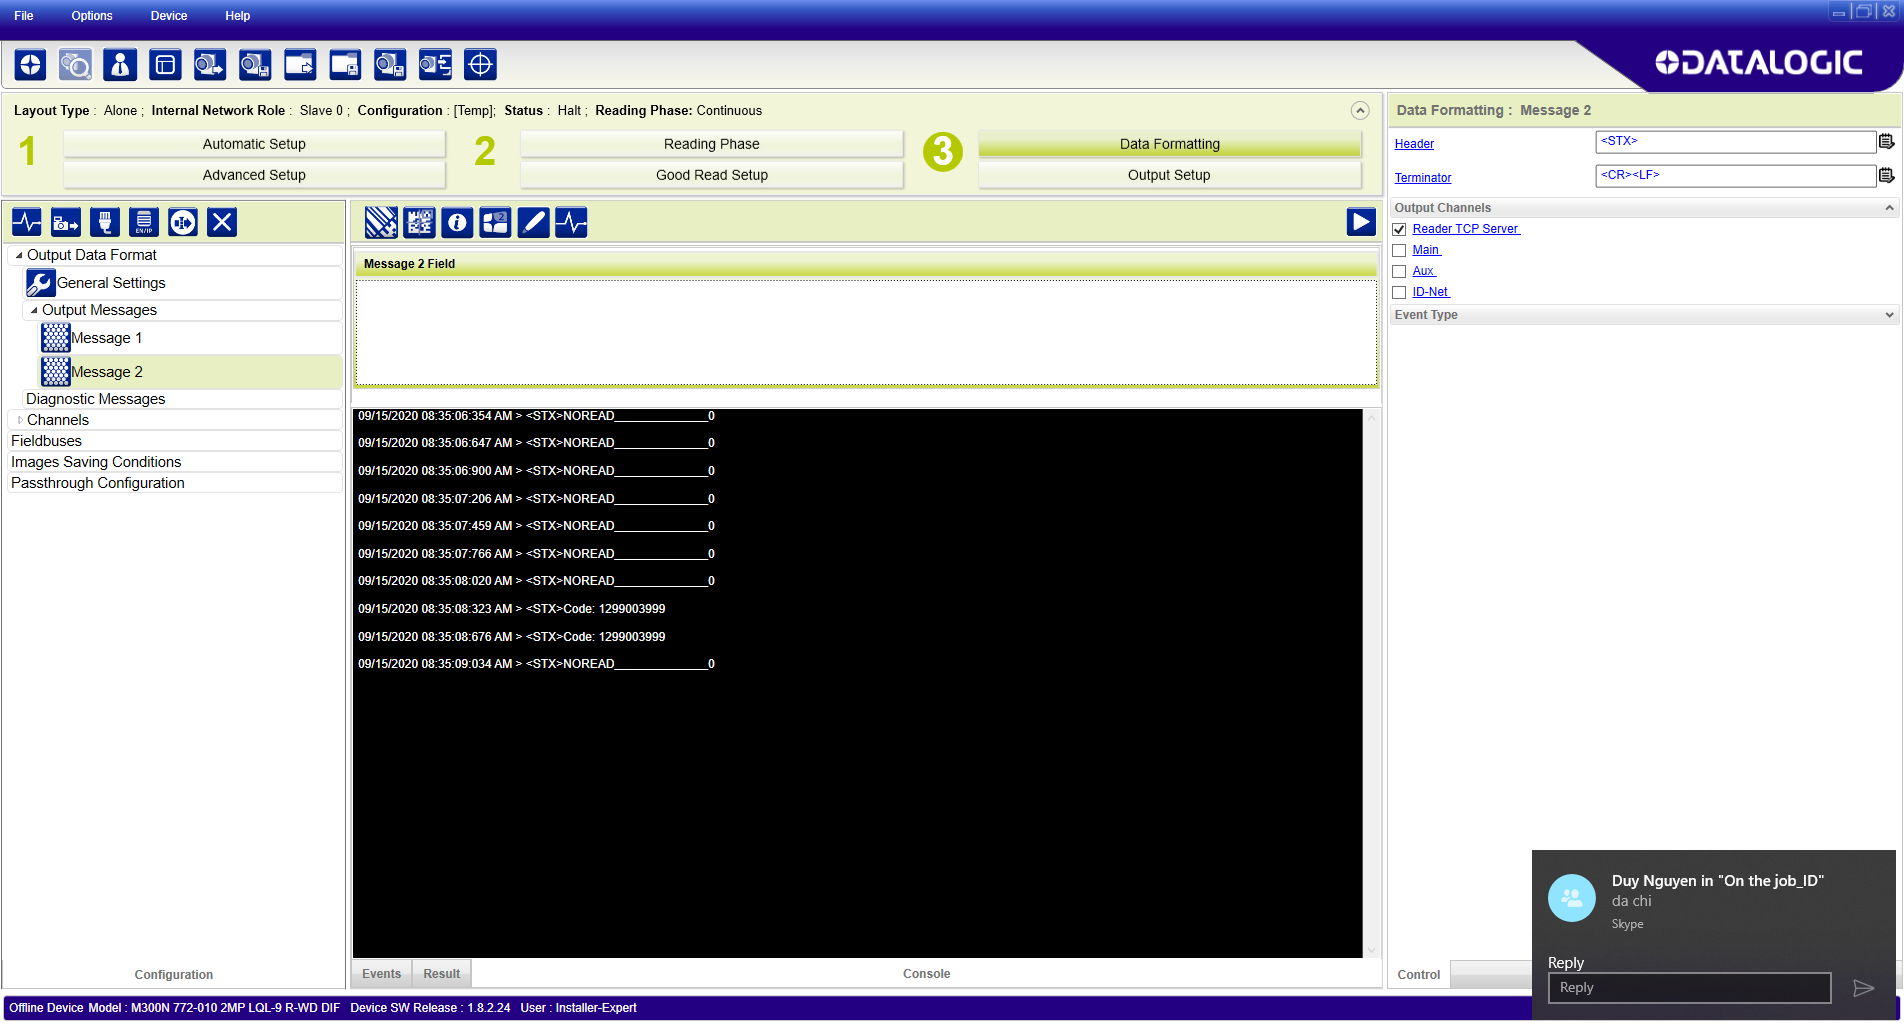 File Options Device Help
DATALOGIC
Layout Type : Alone ; Internal Network Role : Slave 0 ; Configuration : [Temp]; Status : Halt ; Reading Phase: Continuous
1 Automatic Setup 2 Reading Phase 3 Data Formatting
Advanced Setup Good Read Setup Output Setup
EN/IP
Output Data Format
General Settings
Output Messages
Message 1
Message 2
Diagnostic Messages
Channels
Fieldbuses
Images Saving Conditions
Passthrough Configuration
Configuration
Message 2 Field
09/15/2020 08:35:06:354 AM > <STX>NOREAD______________0
09/15/2020 08:35:06:647 AM > <STX>NOREAD______________0
09/15/2020 08:35:06:900 AM > <STX>NOREAD______________0
09/15/2020 08:35:07:206 AM > <STX>NOREAD______________0
09/15/2020 08:35:07:459 AM > <STX>NOREAD______________0
09/15/2020 08:35:07:766 AM > <STX>NOREAD______________0
09/15/2020 08:35:08:020 AM > <STX>NOREAD______________0
09/15/2020 08:35:08:323 AM > <STX>Code: 1299003999
09/15/2020 08:35:08:676 AM > <STX>Code: 1299003999
09/15/2020 08:35:09:034 AM > <STX>NOREAD______________0
Events Result Console
Data Formatting : Message 2
Header <STX>
Terminator <CR><LF>
Output Channels
Reader TCP Server
Main
Aux
ID-Net
Event Type
Control
Duy Nguyen in "On the job_ID"
da chi
Skype
Reply
Reply
Offline Device Model : M300N 772-010 2MP LQL-9 R-WD DIF Device SW Release : 1.8.2.24 User : Installer-Expert